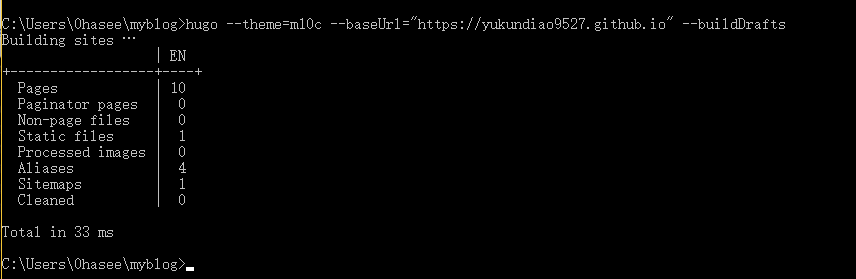 C:\Users\0hasee\myblog>hugo --theme=m10c --baseUrl="https://yukundiao9527.github.io" --buildDrafts
Building sites …
                   | EN
+------------------+----+
  Pages            | 10
  Paginator pages  |  0
  Non-page files   |  0
  Static files     |  1
  Processed images |  0
  Aliases          |  4
  Sitemaps         |  1
  Cleaned          |  0
Total in 33 ms
C:\Users\0hasee\myblog>